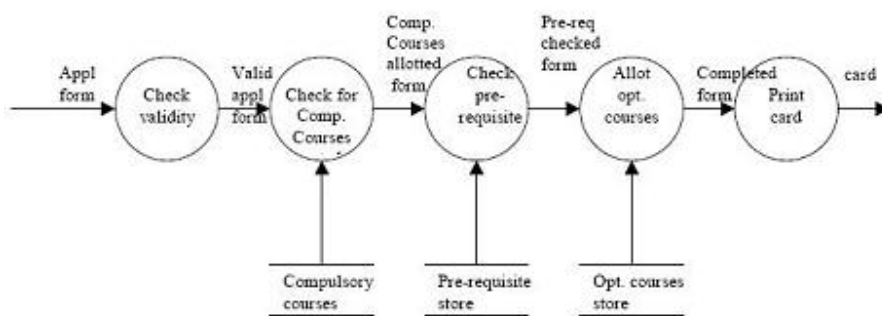 Appl
form
Check
validity
Valid
appl
form
Check for
Comp.
Courses
Comp.
Courses
allotted
form
Check
pre-
requisite
Pre-req
checked
form
Allot
opt.
courses
Completed
form
Print
card
card
Compulsory
courses
Pre-requisite
store
Opt. courses
store